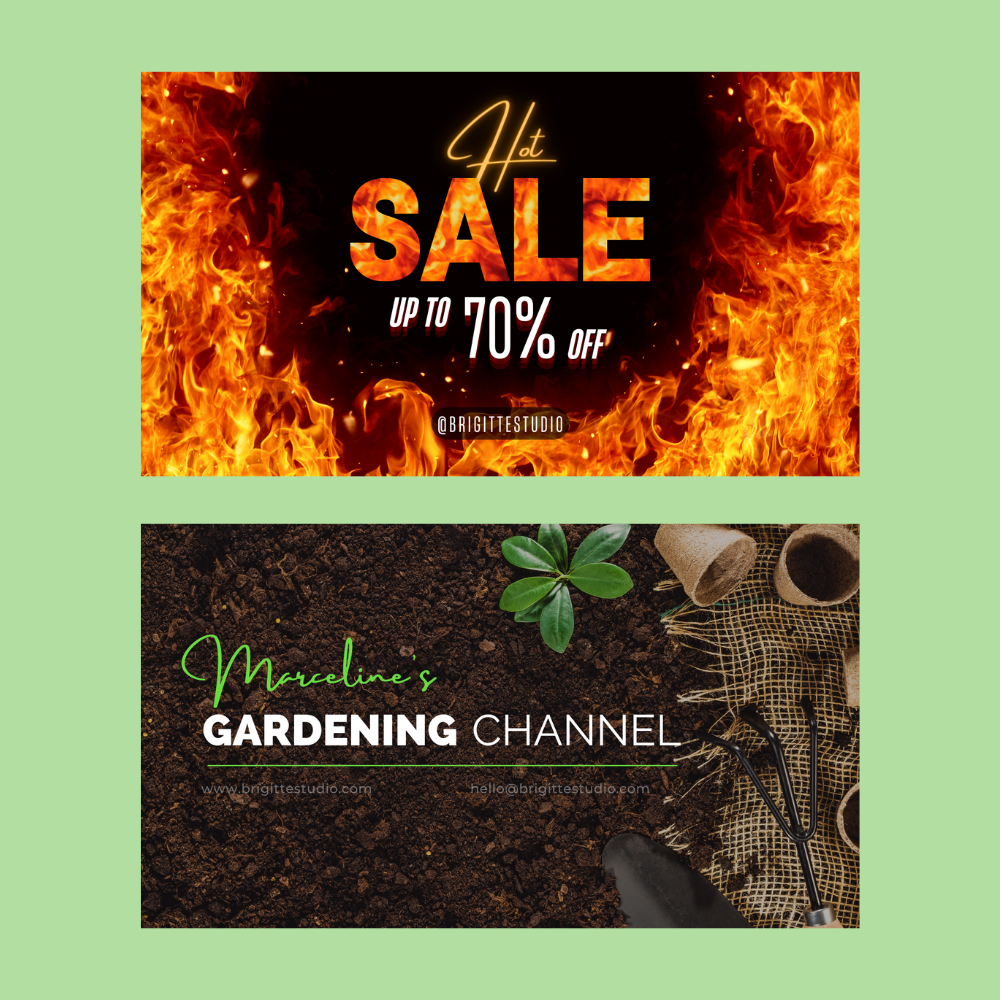 Hot
SALE
UP TO 70% OFF
@BRIGITTESTUDIO
Marceline's
GARDENING CHANNEL
www.brigittestudio.com hello@brigittestudio.com